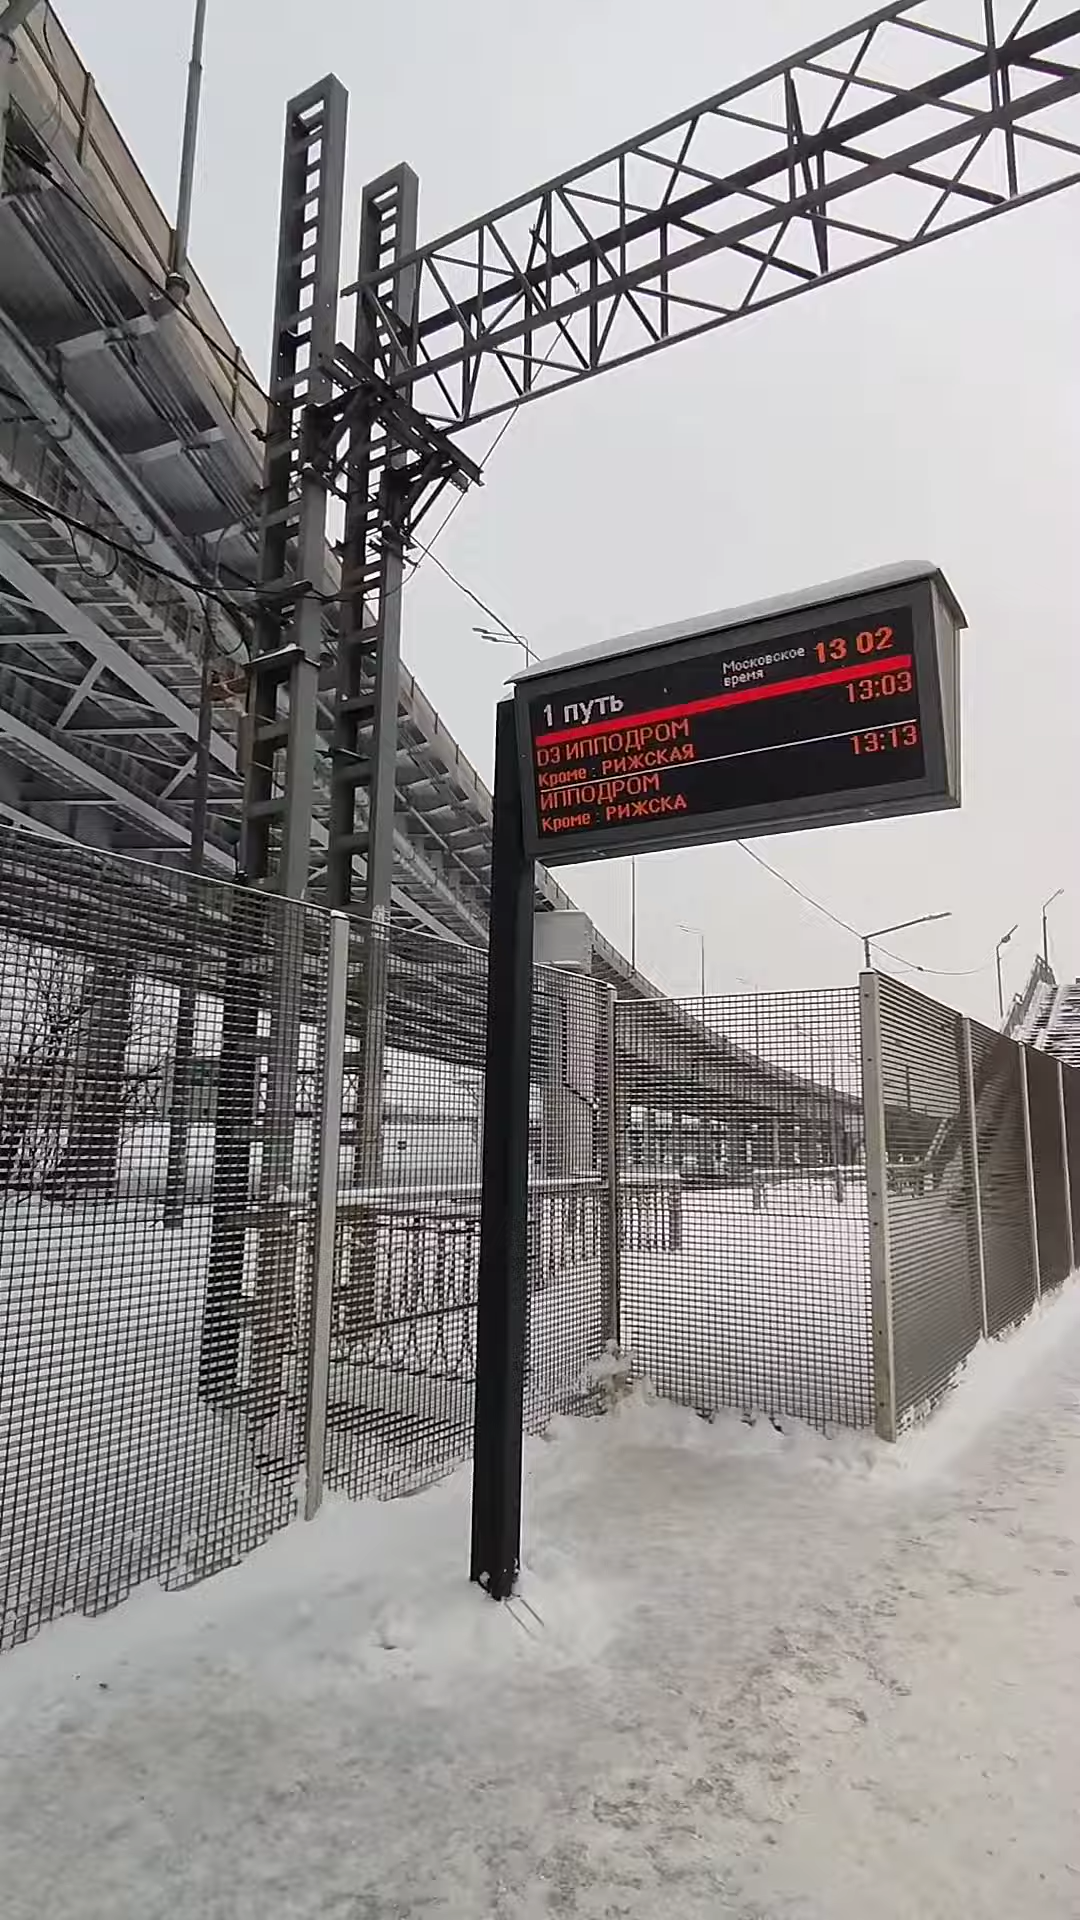 Московское время 13 02
1 путь
13:03
D3 ИППОДРОМ
Кроме : РИЖСКАЯ
13:13
ИППОДРОМ
Кроме : РИЖСКА